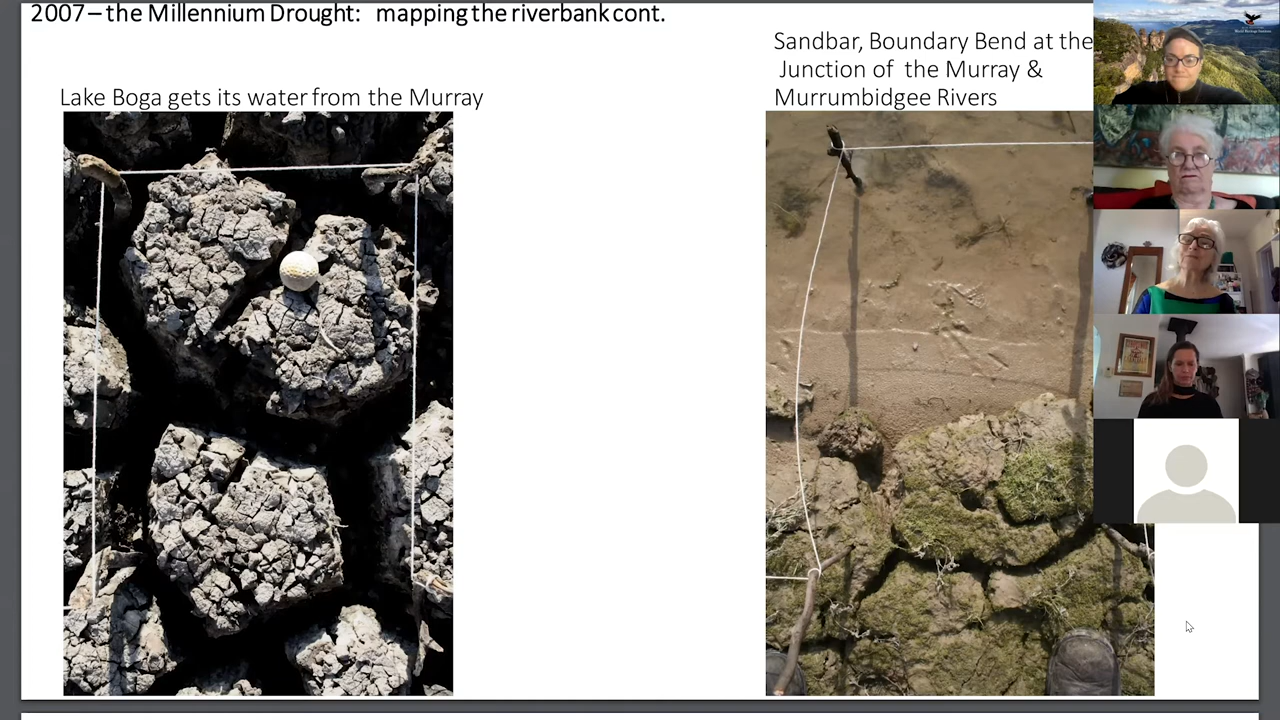 2007 – the Millennium Drought: mapping the riverbank cont.
Sandbar, Boundary Bend at the
Junction of the Murray &
Murrumbidgee Rivers
Lake Boga gets its water from the Murray